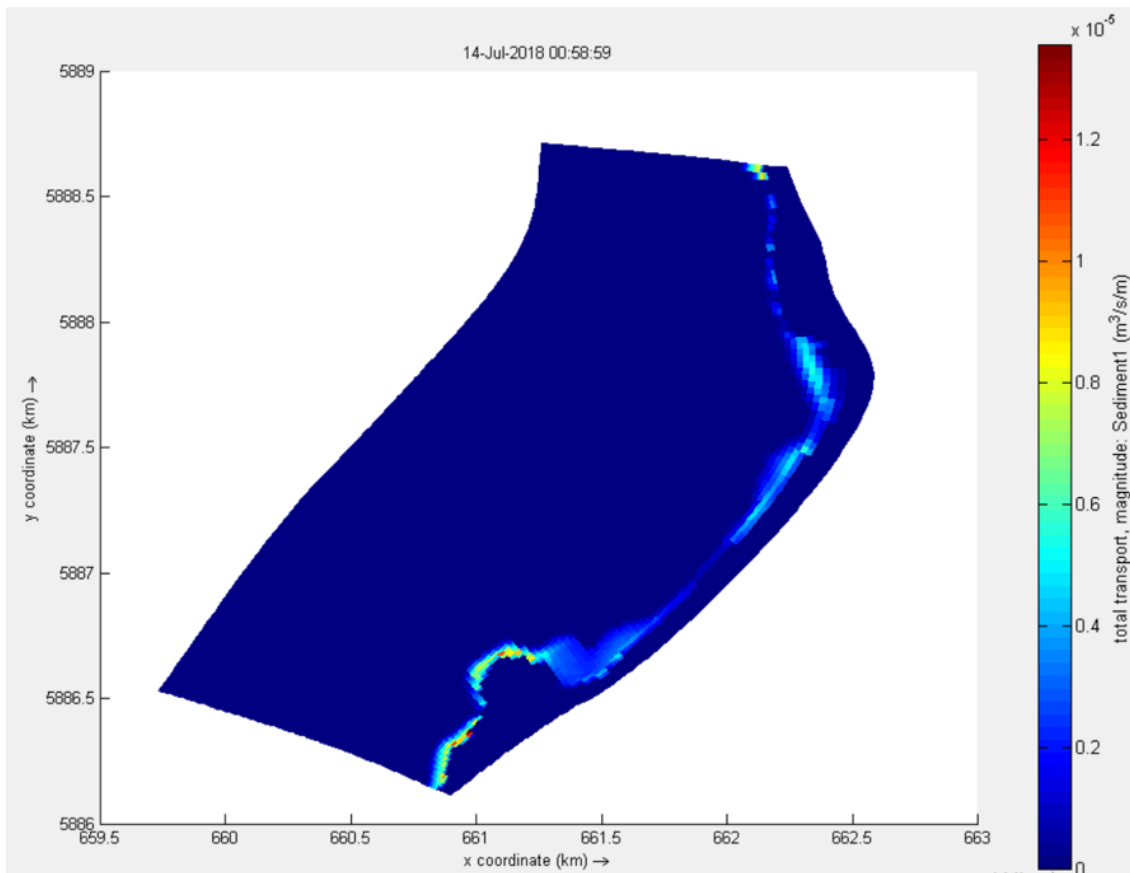 x 10⁻⁵
14-Jul-2018 00:58:59
5889
5888.5
5888
5887.5
5887
5886.5
5886
y coordinate (km) →
659.5 660 660.5 661 661.5 662 662.5 663
x coordinate (km) →
1.2
1
0.8
0.6
0.4
0.2
0
total transport, magnitude: Sediment1 (m³/s/m)